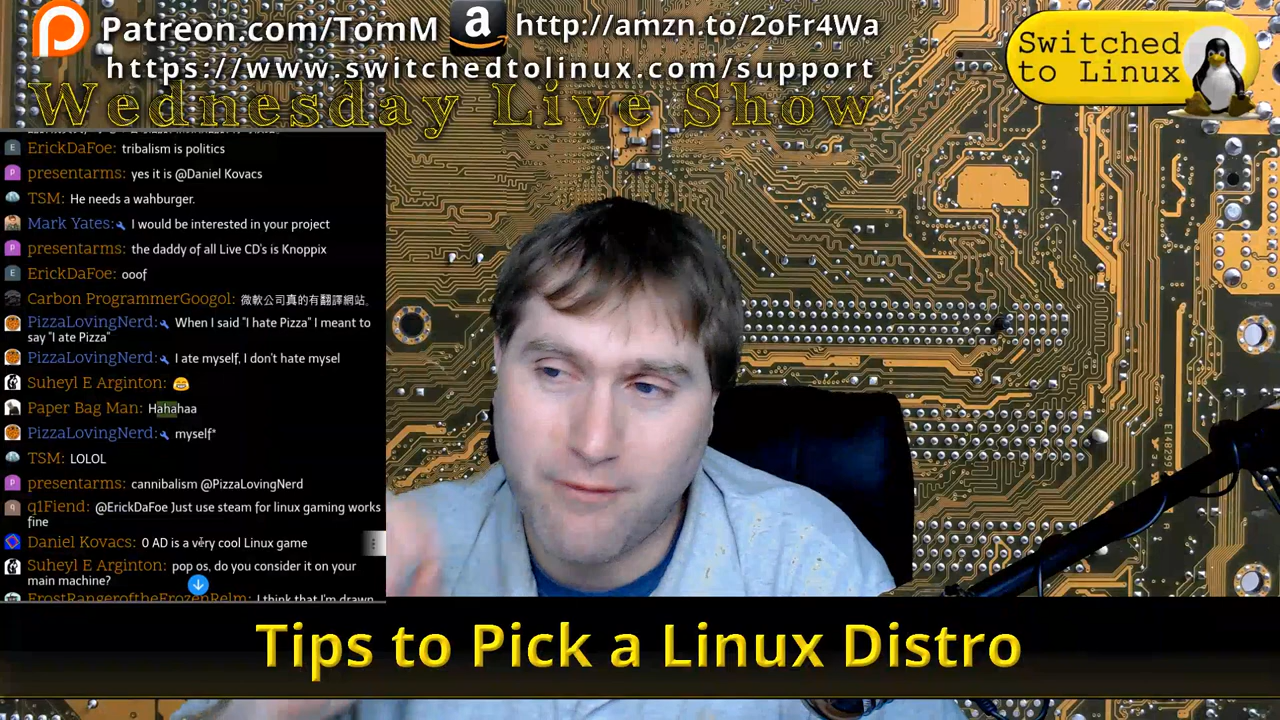 Patreon.com/TomM
http://amzn.to/2oFr4Wa
https://www.switchedtolinux.com/support
Switched
to Linux
Wednesday Live Show
ErickDaFoe: tribalism is politics
presentarms: yes it is @Daniel Kovacs
TSM: He needs a wahburger.
Mark Yates: I would be interested in your project
presentarms: the daddy of all Live CD's is Knoppix
ErickDaFoe: ooof
Carbon ProgrammerGoogol: 微軟公司真的有翻譯網站。
PizzaLovingNerd: When I said "I hate Pizza" I meant to
say "I ate Pizza"
PizzaLovingNerd: I ate myself, I don't hate mysel
Suheyl E Arginton: 😂
Paper Bag Man: Hahahaa
PizzaLovingNerd: myself*
TSM: LOLOL
presentarms: cannibalism @PizzaLovingNerd
q1Fiend: @ErickDaFoe Just use steam for linux gaming works
fine
Daniel Kovacs: 0 AD is a very cool Linux game
Suheyl E Arginton: pop os, do you consider it on your
main machine?
FrostRangeroftheFrozenRelm: I think that I'm drawn
E148299
Tips to Pick a Linux Distro